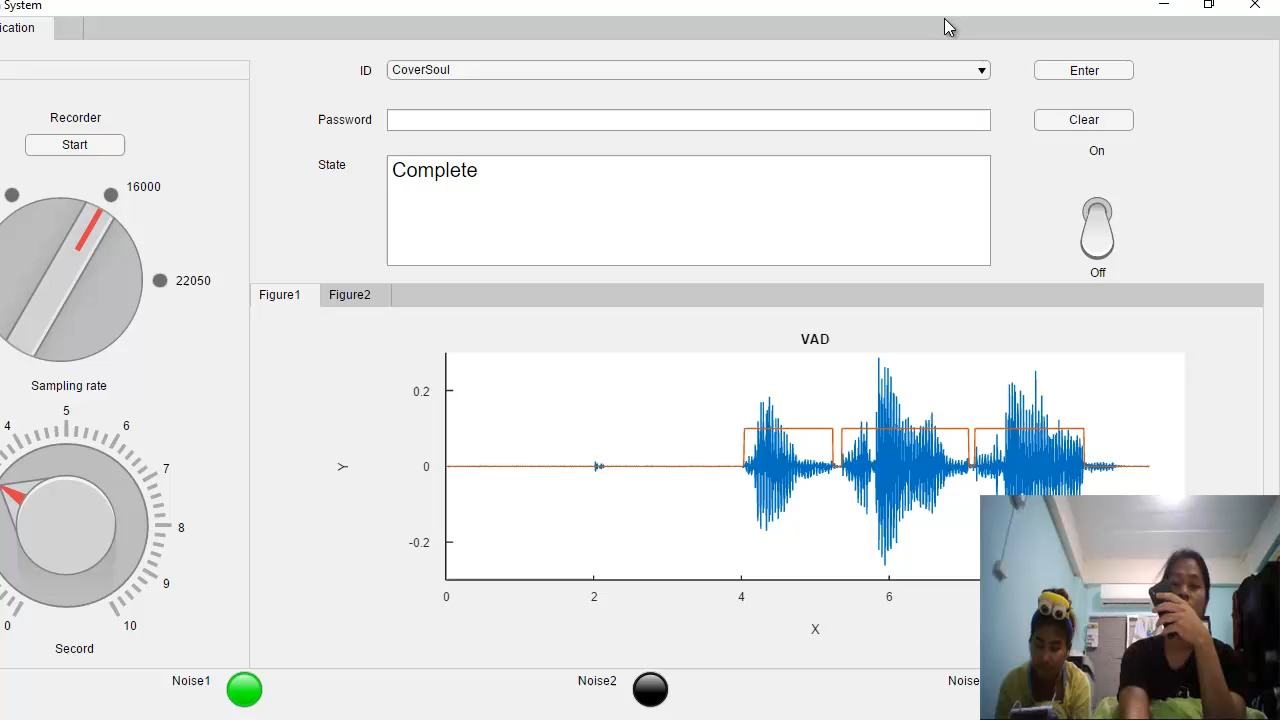 System
ication
ID
CoverSoul
Enter
Recorder
Password
Clear
Start
State
Complete
On
16000
22050
Off
Figure1
Figure2
VAD
Sampling rate
0.2
0
-0.2
Y
4
5
6
7
8
9
10
0
0
2
4
6
X
Secord
Noise1
Noise2
Noise